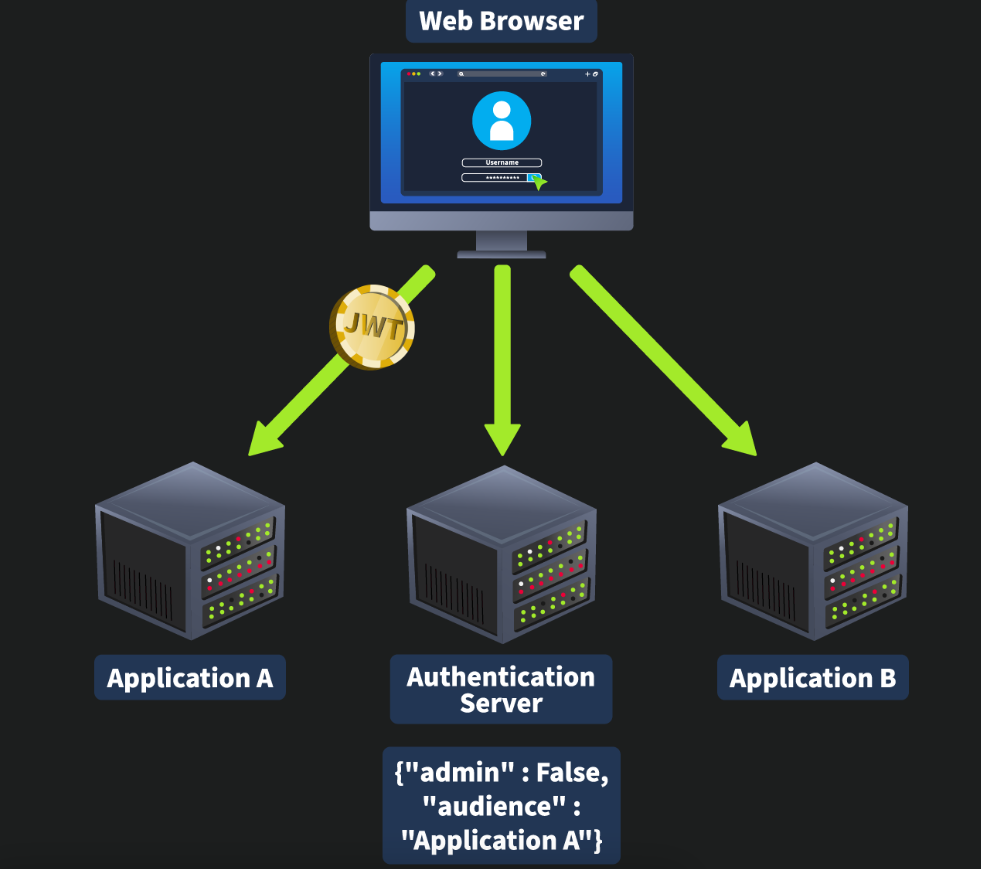 Web Browser
Username
**********
JWT
Application A
Authentication
Server
Application B
{"admin" : False,
"audience" :
"Application A"}